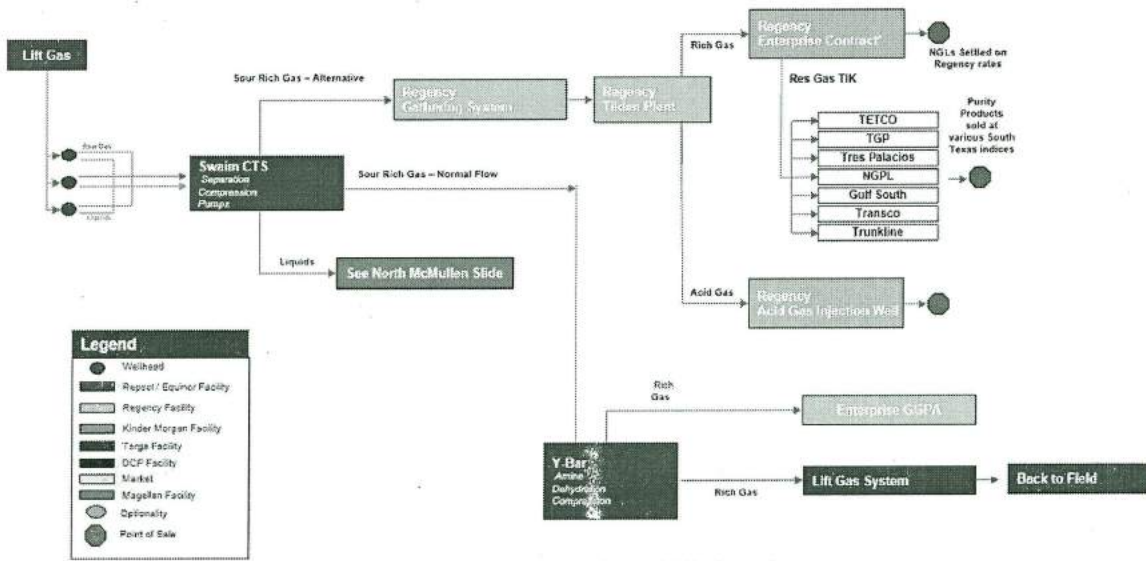 Lift Gas
Raw Gas
Liquids
Sour Rich Gas – Alternative
Swaim CTS
Separation
Compression
Pumps
Sour Rich Gas – Normal Flow
Liquids
See North McMullen Slide
Regency
Gathering System
Regency
Tilden Plant
Rich Gas
Regency
Enterprise Contract*
NGLs Settled on
Regency rates
Res Gas TIK
TETCO
TGP
Tres Palacios
NGPL
Gulf South
Transco
Trunkline
Purity
Products
sold at
various South
Texas indices
Acid Gas
Regency
Acid Gas Injection Well
Rich
Gas
Enterprise GGPA
Y-Bar
Amine
Dehydration
Compression
Rich Gas
Lift Gas System
Back to Field
Legend
Wellhead
Repsol / Equinor Facility
Regency Facility
Kinder Morgan Facility
Targa Facility
DCP Facility
Market
Magellan Facility
Optionality
Point of Sale